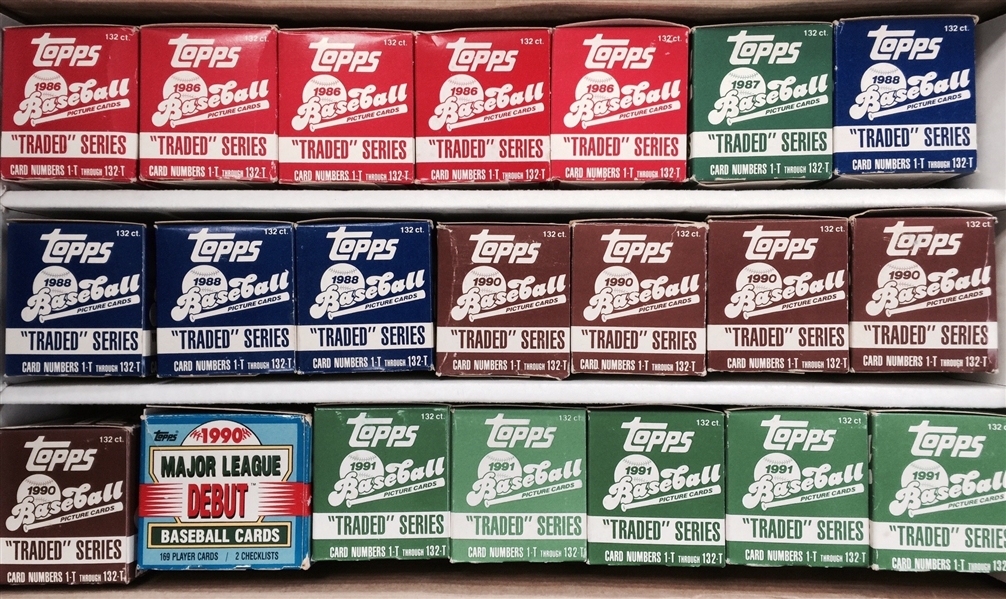 Topps
132 ct.
1986
Baseball
PICTURE CARDS
"TRADED" SERIES
CARD NUMBERS 1-T THROUGH 132-T
Topps
132 ct.
1986
Baseball
PICTURE CARDS
"TRADED" SERIES
CARD NUMBERS 1-T THROUGH 132-T
Topps
132 ct.
1986
Baseball
PICTURE CARDS
"TRADED" SERIES
CARD NUMBERS 1-T THROUGH 132-T
Topps
132 ct.
1986
Baseball
PICTURE CARDS
"TRADED" SERIES
CARD NUMBERS 1-T THROUGH 132-T
Topps
132 ct.
1986
Baseball
PICTURE CARDS
"TRADED" SERIES
CARD NUMBERS 1-T THROUGH 132-T
Topps
132 ct.
1987
Baseball
PICTURE CARDS
"TRADED" SERIES
CARD NUMBERS 1-T THROUGH 132-T
Topps
132 ct.
1988
Baseball
PICTURE CARDS
"TRADED" SERIES
CARD NUMBERS 1-T THROUGH 132-T
Topps
132 ct.
1988
Baseball
PICTURE CARDS
"TRADED" SERIES
CARD NUMBERS 1-T THROUGH 132-T
Topps
132 ct.
1988
Baseball
PICTURE CARDS
"TRADED" SERIES
CARD NUMBERS 1-T THROUGH 132-T
Topps
132 ct.
1988
Baseball
PICTURE CARDS
"TRADED" SERIES
CARD NUMBERS 1-T THROUGH 132-T
Topps
132 ct.
1990
Baseball
PICTURE CARDS
"TRADED" SERIES
CARD NUMBERS 1-T THROUGH 132-T
Topps
132 ct.
1990
Baseball
PICTURE CARDS
"TRADED" SERIES
CARD NUMBERS 1-T THROUGH 132-T
Topps
132 ct.
1990
Baseball
PICTURE CARDS
"TRADED" SERIES
CARD NUMBERS 1-T THROUGH 132-T
Topps
132 ct.
1990
Baseball
PICTURE CARDS
"TRADED" SERIES
CARD NUMBERS 1-T THROUGH 132-T
Topps
132 ct.
1990
Baseball
PICTURE CARDS
"TRADED" SERIES
CARD NUMBERS 1-T THROUGH 132-T
Topps
1990
MAJOR LEAGUE
DEBUT™
BASEBALL CARDS
169 PLAYER CARDS / 2 CHECKLISTS
Topps
132 ct.
1991
Baseball
PICTURE CARDS
"TRADED" SERIES
CARD NUMBERS 1-T THROUGH 132-T
Topps
132 ct.
1991
Baseball
PICTURE CARDS
"TRADED" SERIES
CARD NUMBERS 1-T THROUGH 132-T
Topps
132 ct.
1991
Baseball
PICTURE CARDS
"TRADED" SERIES
CARD NUMBERS 1-T THROUGH 132-T
Topps
132 ct.
1991
Baseball
PICTURE CARDS
"TRADED" SERIES
CARD NUMBERS 1-T THROUGH 132-T
Topps
1991
Baseball
PICTURE CARDS
"TRADED" SERIES
CARD NUMBERS 1-T THROUGH 132-T